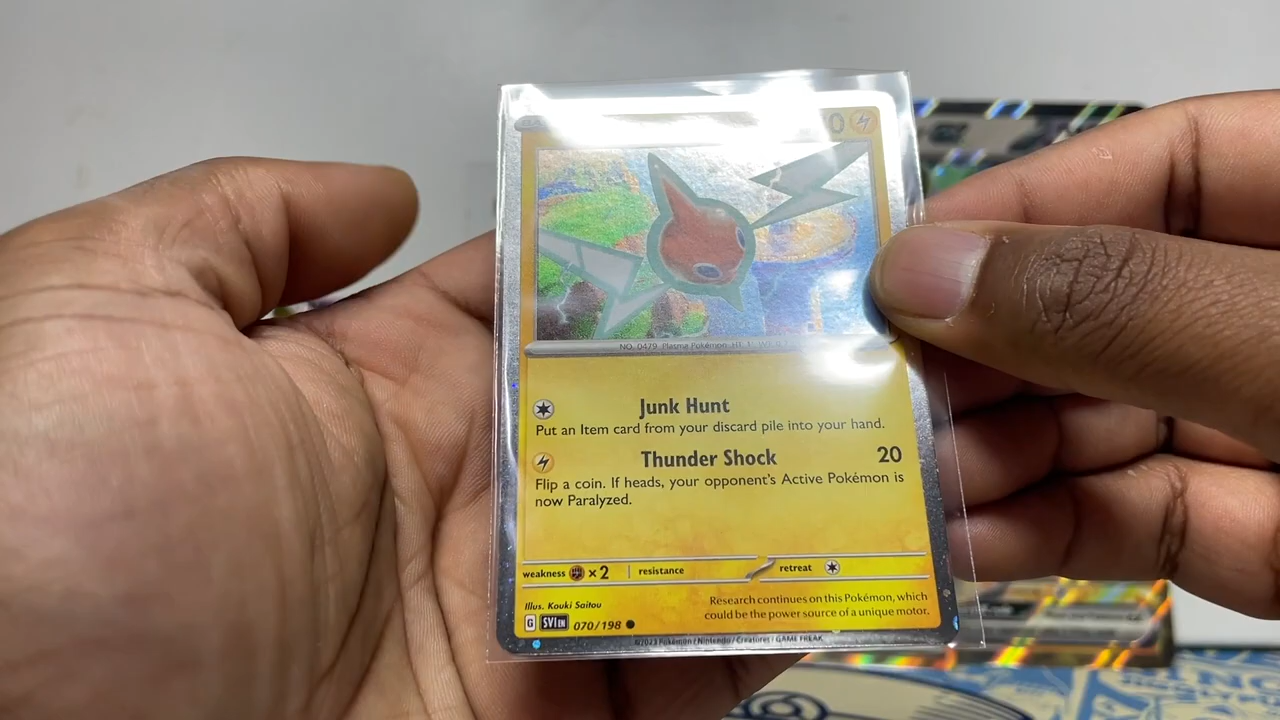 NO. 0479 Plasma Pokémon HT: 1'
Junk Hunt
Put an Item card from your discard pile into your hand.
Thunder Shock 20
Flip a coin. If heads, your opponent's Active Pokémon is
now Paralyzed.
weakness ×2 resistance retreat
Illus. Kouki Saitou
Research continues on this Pokémon, which
could be the power source of a unique motor.
G SVI EN 070/198
©2023 Pokémon / Nintendo / Creatures / GAME FREAK